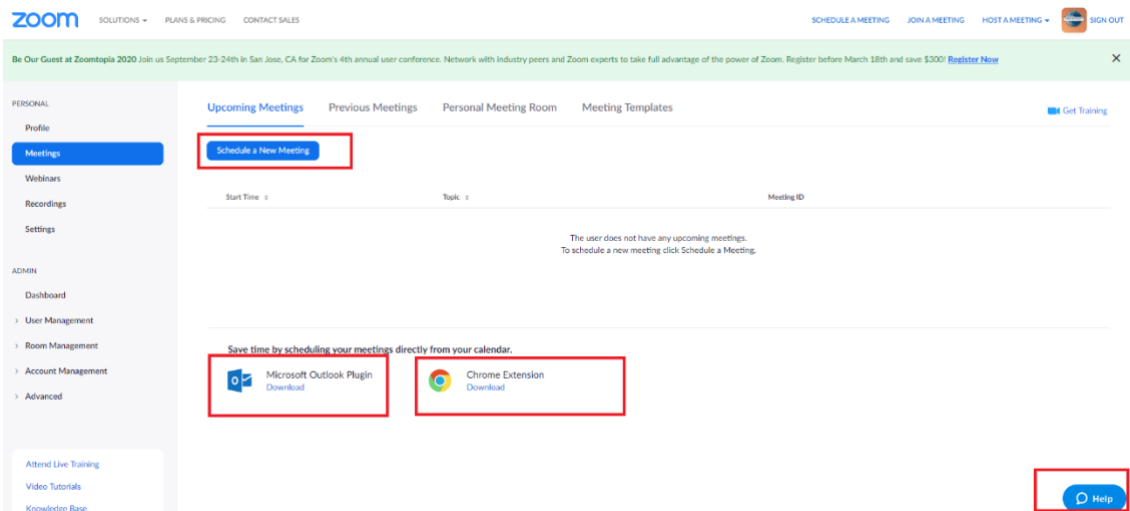 zoom SOLUTIONS PLANS & PRICING CONTACT SALES SCHEDULE A MEETING JOIN A MEETING HOST A MEETING SIGN OUT
Be Our Guest at Zoomtopia 2020 Join us September 23-24th in San Jose, CA for Zoom's 4th annual user conference. Network with industry peers and Zoom experts to take full advantage of the power of Zoom. Register before March 18th and save $300! Register Now
PERSONAL
Profile
Meetings
Webinars
Recordings
Settings
ADMIN
Dashboard
User Management
Room Management
Account Management
Advanced
Attend Live Training
Video Tutorials
Knowledge Base
Upcoming Meetings Previous Meetings Personal Meeting Room Meeting Templates
Get Training
Schedule a New Meeting
Start Time Topic Meeting ID
The user does not have any upcoming meetings.
To schedule a new meeting click Schedule a Meeting.
Save time by scheduling your meetings directly from your calendar.
Microsoft Outlook Plugin
Download
Chrome Extension
Download
Help